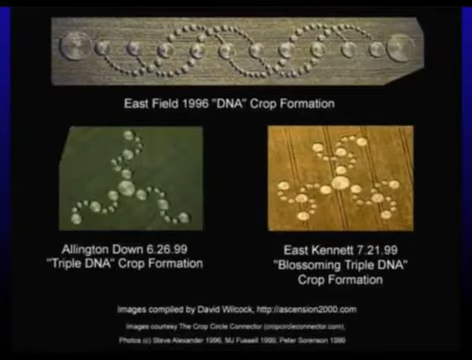 East Field 1996 "DNA" Crop Formation
Allington Down 6.26.99
"Triple DNA" Crop Formation
East Kennett 7.21.99
"Blossoming Triple DNA"
Crop Formation
Images compiled by David Wilcock, http://ascension2000.com
Images courtesy The Crop Circle Connector (cropcircleconnector.com),
Photos (c) Steve Alexander 1996, MJ Fussell 1999, Peter Sorenson 1999